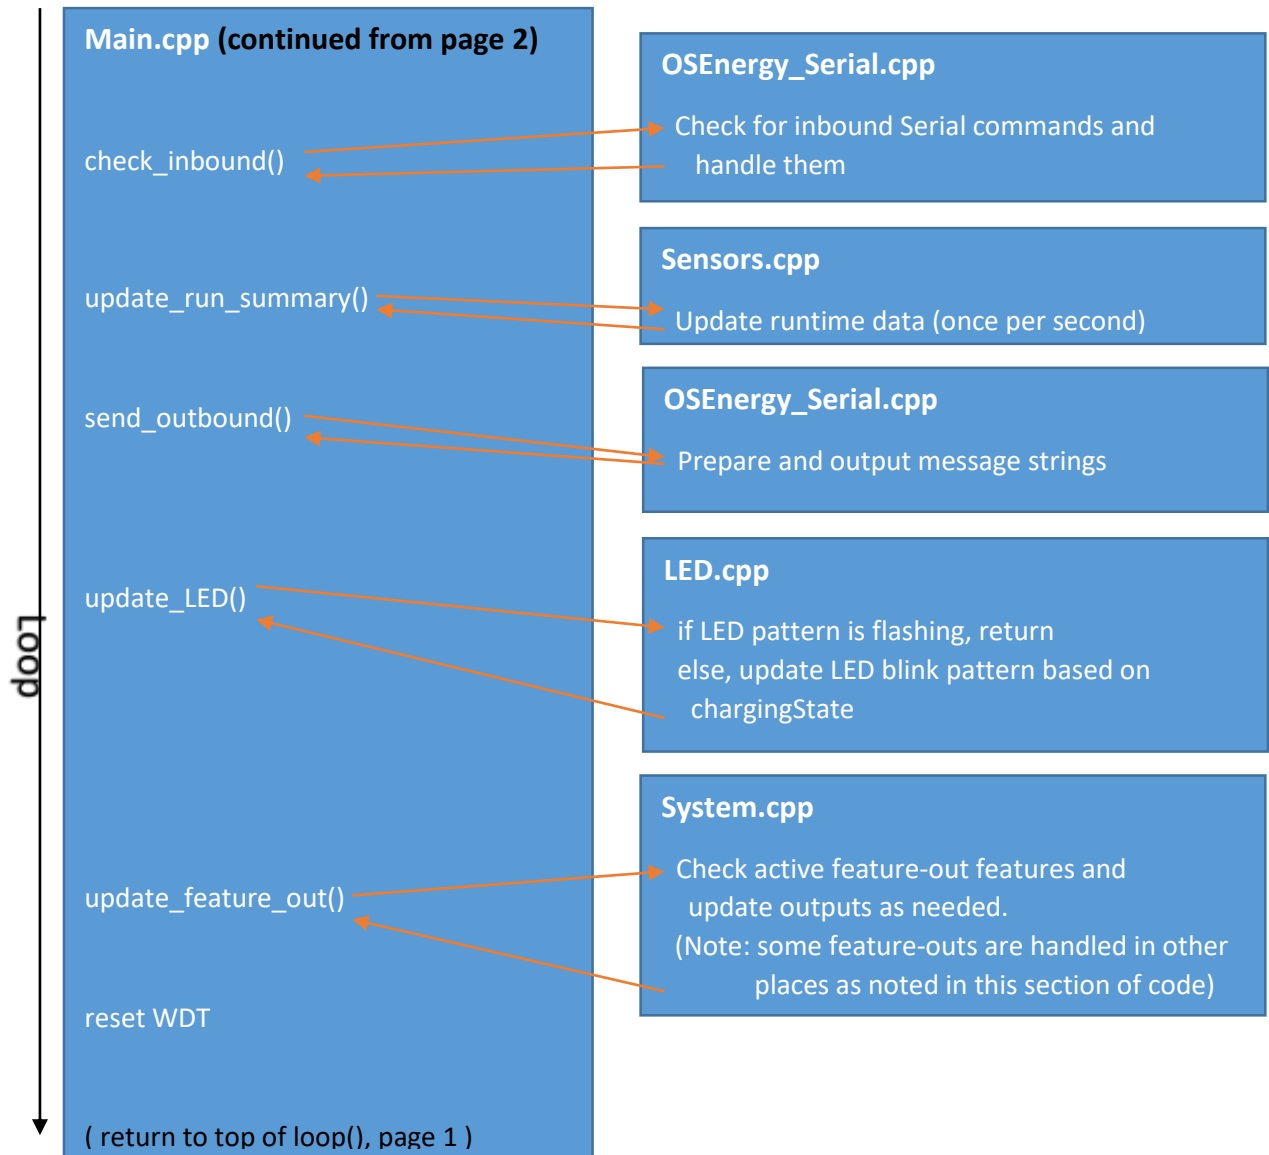 Main.cpp (continued from page 2)
check_inbound()
update_run_summary()
send_outbound()
update_LED()
update_feature_out()
reset WDT
( return to top of loop(), page 1 )
OSEnergy_Serial.cpp
Check for inbound Serial commands and
handle them
Sensors.cpp
Update runtime data (once per second)
OSEnergy_Serial.cpp
Prepare and output message strings
LED.cpp
if LED pattern is flashing, return
else, update LED blink pattern based on
chargingState
System.cpp
Check active feature-out features and
update outputs as needed.
(Note: some feature-outs are handled in other
places as noted in this section of code)
Loop